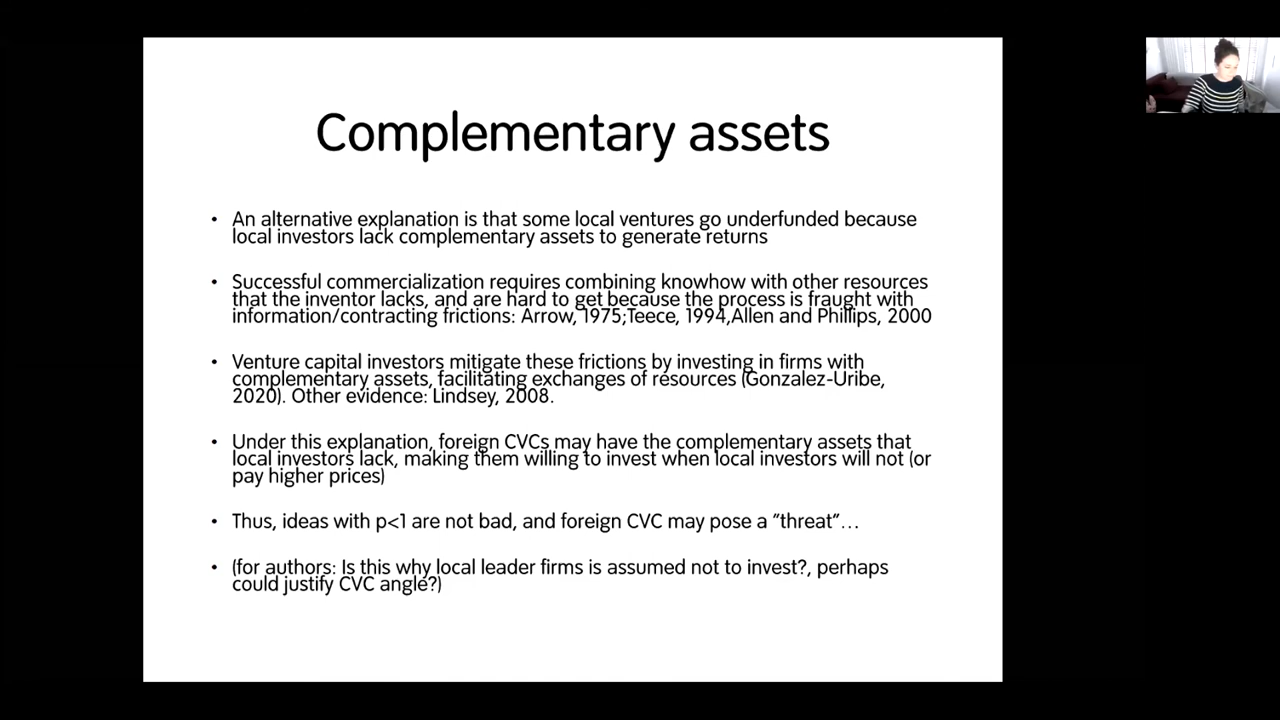 Complementary assets
• An alternative explanation is that some local ventures go underfunded because
local investors lack complementary assets to generate returns
• Successful commercialization requires combining knowhow with other resources
that the inventor lacks, and are hard to get because the process is fraught with
information/contracting frictions: Arrow, 1975;Teece, 1994,Allen and Phillips, 2000
• Venture capital investors mitigate these frictions by investing in firms with
complementary assets, facilitating exchanges of resources (Gonzalez-Uribe,
2020). Other evidence: Lindsey, 2008.
• Under this explanation, foreign CVCs may have the complementary assets that
local investors lack, making them willing to invest when local investors will not (or
pay higher prices)
• Thus, ideas with p<1 are not bad, and foreign CVC may pose a "threat"…
• (for authors: Is this why local leader firms is assumed not to invest?, perhaps
could justify CVC angle?)